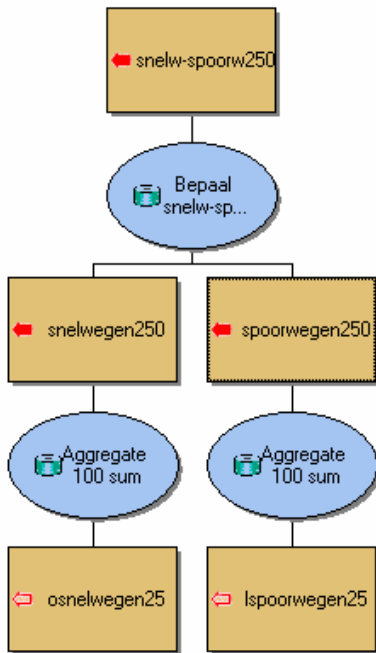 snelw-spoorw250
Bepaal
snelw-sp...
snelwegen250
spoorwegen250
Aggregate
100 sum
Aggregate
100 sum
osnelwegen25
lspoorwegen25